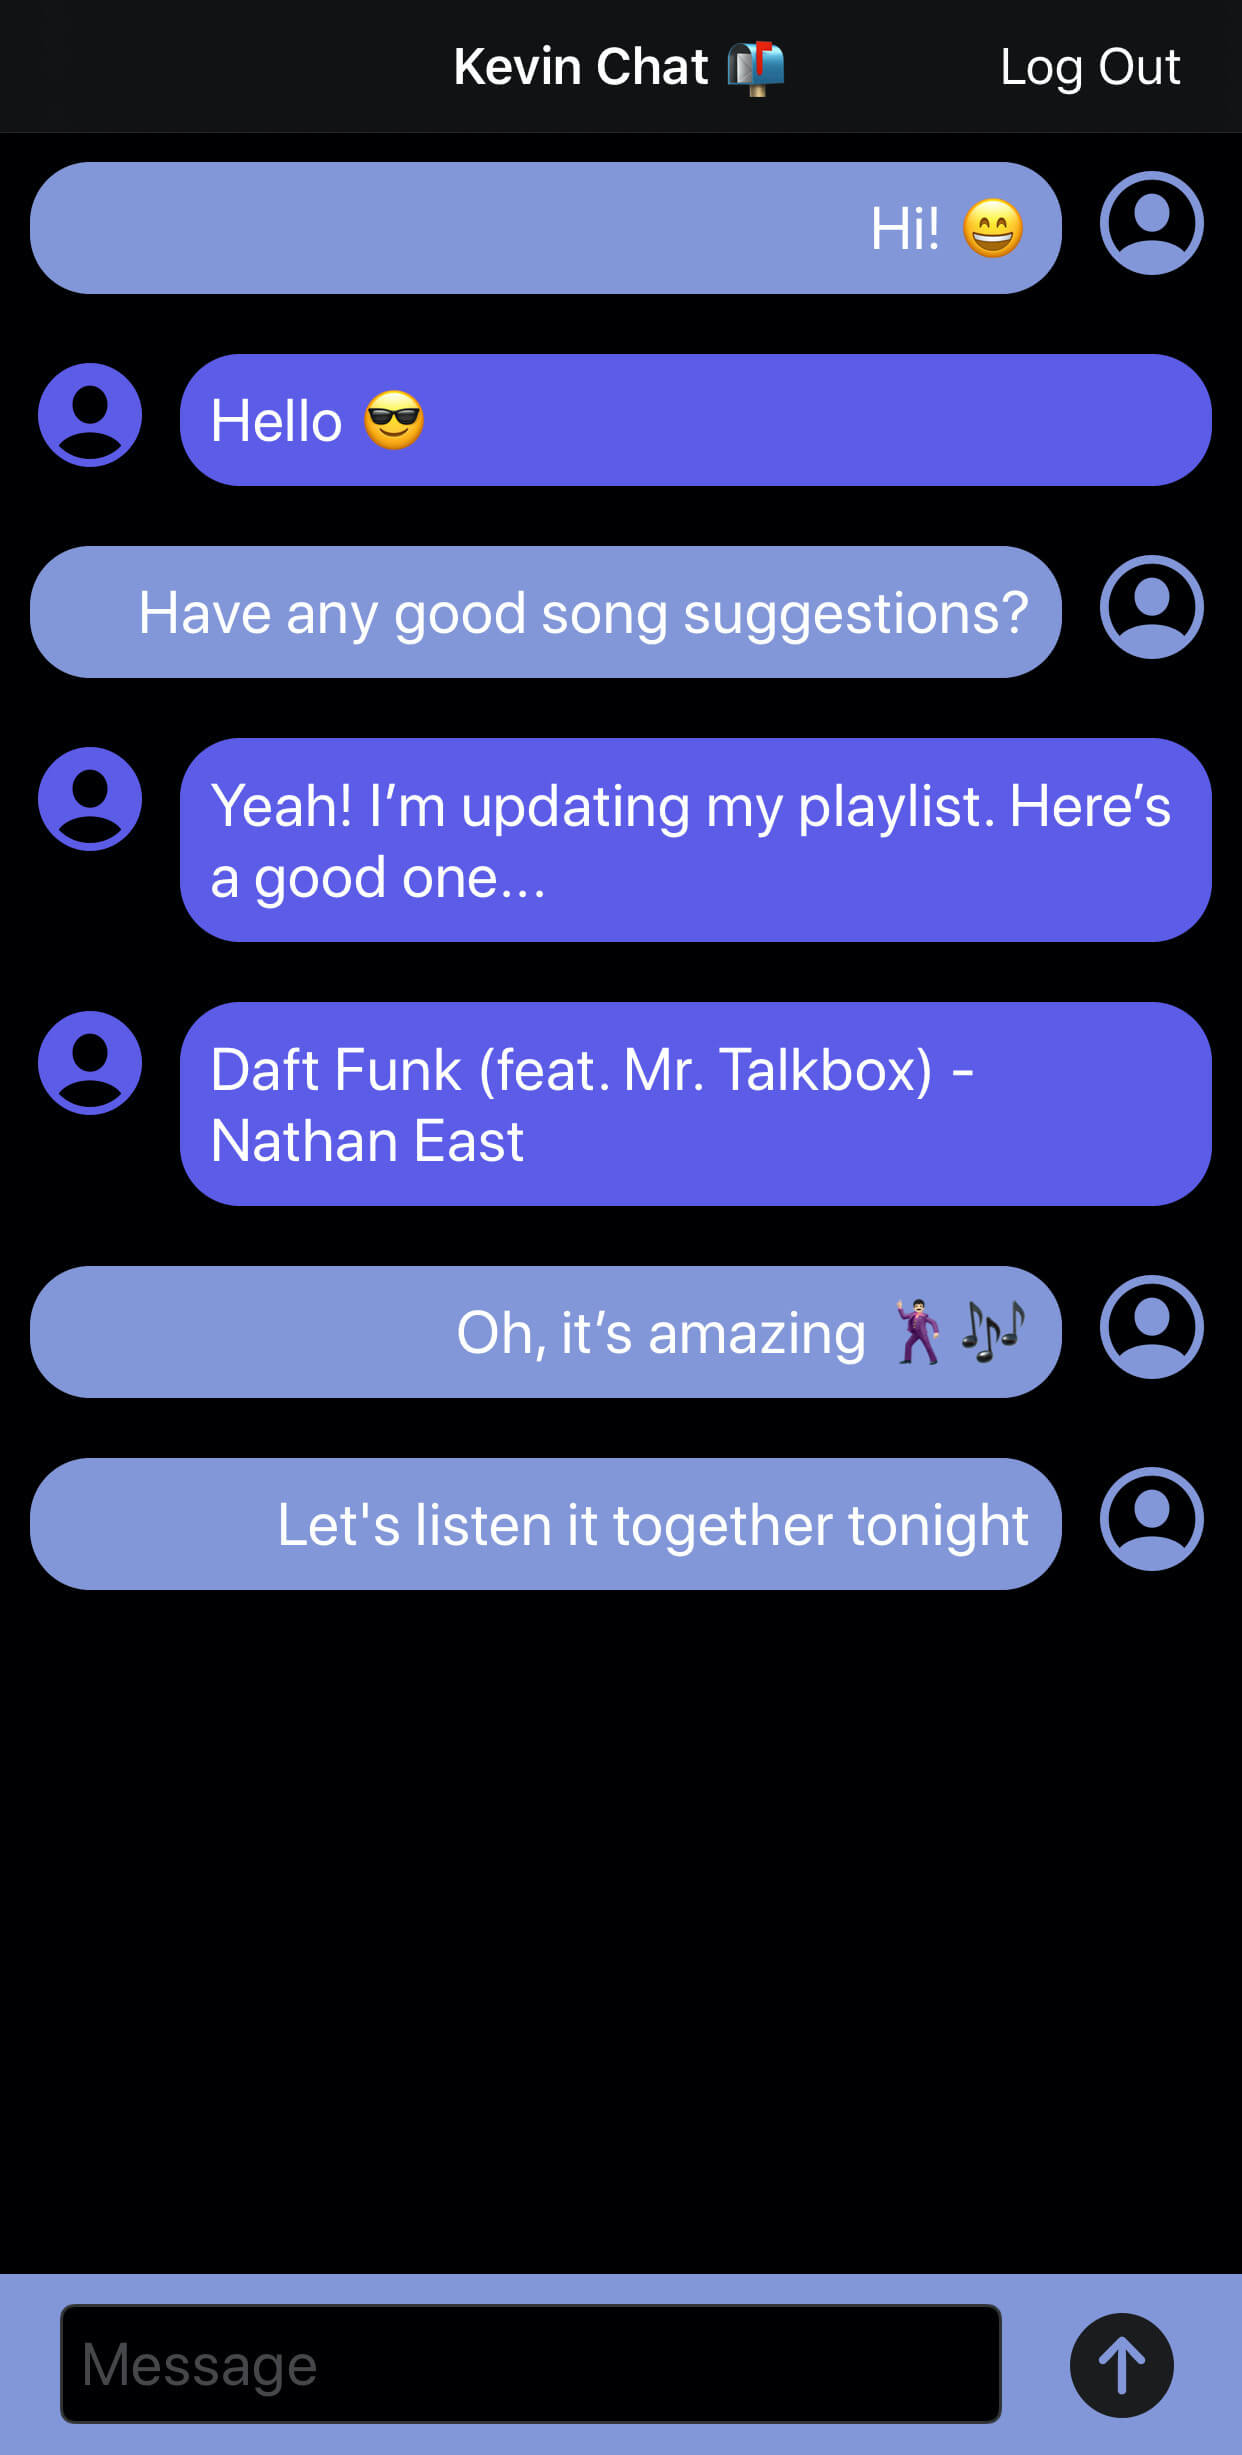 Kevin Chat 📬
Log Out
Hi! 😄
Hello 😎
Have any good song suggestions?
Yeah! I’m updating my playlist. Here’s
a good one...
Daft Funk (feat. Mr. Talkbox) -
Nathan East
Oh, it’s amazing 🕺🏻🎶
Let's listen it together tonight
Message